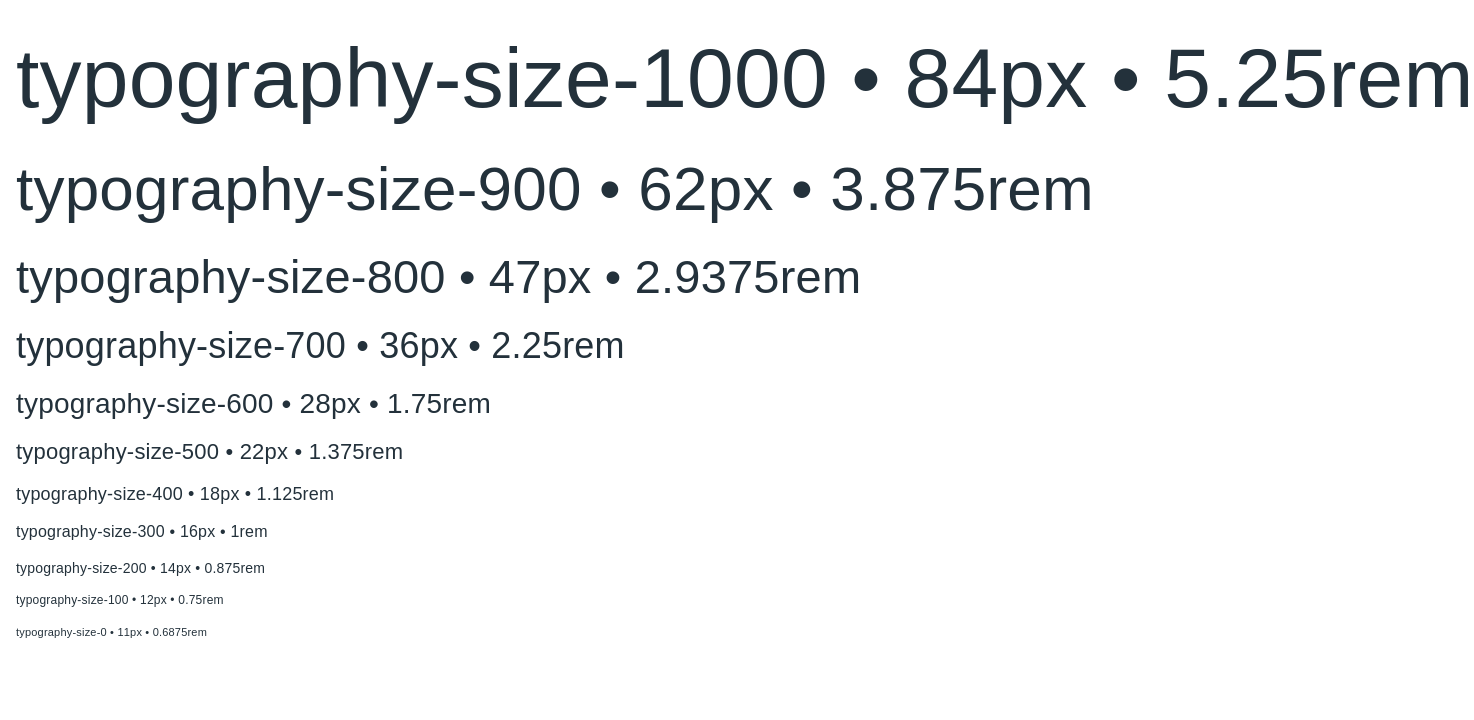 typography-size-1000 • 84px • 5.25rem
typography-size-900 • 62px • 3.875rem
typography-size-800 • 47px • 2.9375rem
typography-size-700 • 36px • 2.25rem
typography-size-600 • 28px • 1.75rem
typography-size-500 • 22px • 1.375rem
typography-size-400 • 18px • 1.125rem
typography-size-300 • 16px • 1rem
typography-size-200 • 14px • 0.875rem
typography-size-100 • 12px • 0.75rem
typography-size-0 • 11px • 0.6875rem